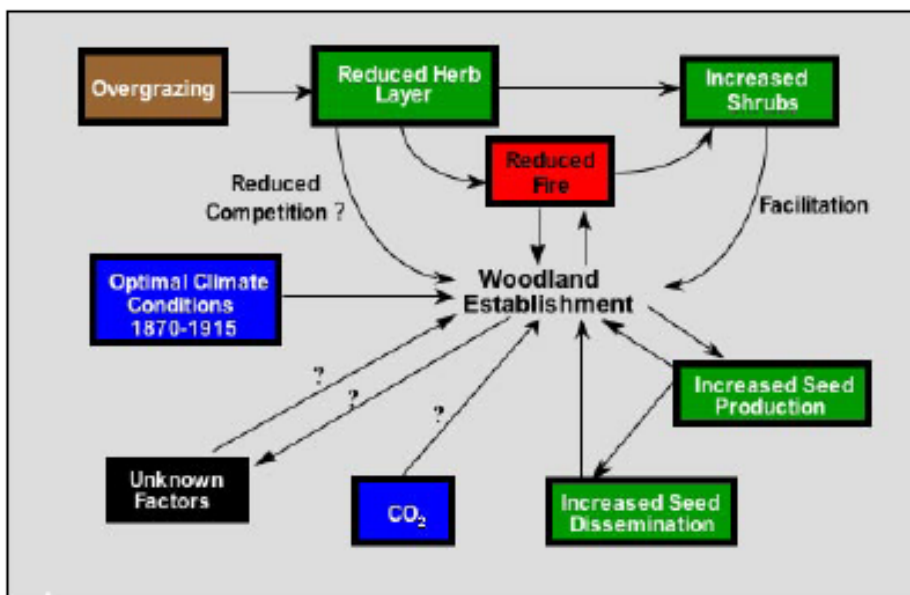 Overgrazing
Reduced Herb
Layer
Increased
Shrubs
Reduced
Fire
Reduced
Competition ?
Facilitation
Optimal Climate
Conditions
1870-1915
Woodland
Establishment
?
?
?
Increased Seed
Production
Unknown
Factors
CO₂
Increased Seed
Dissemination